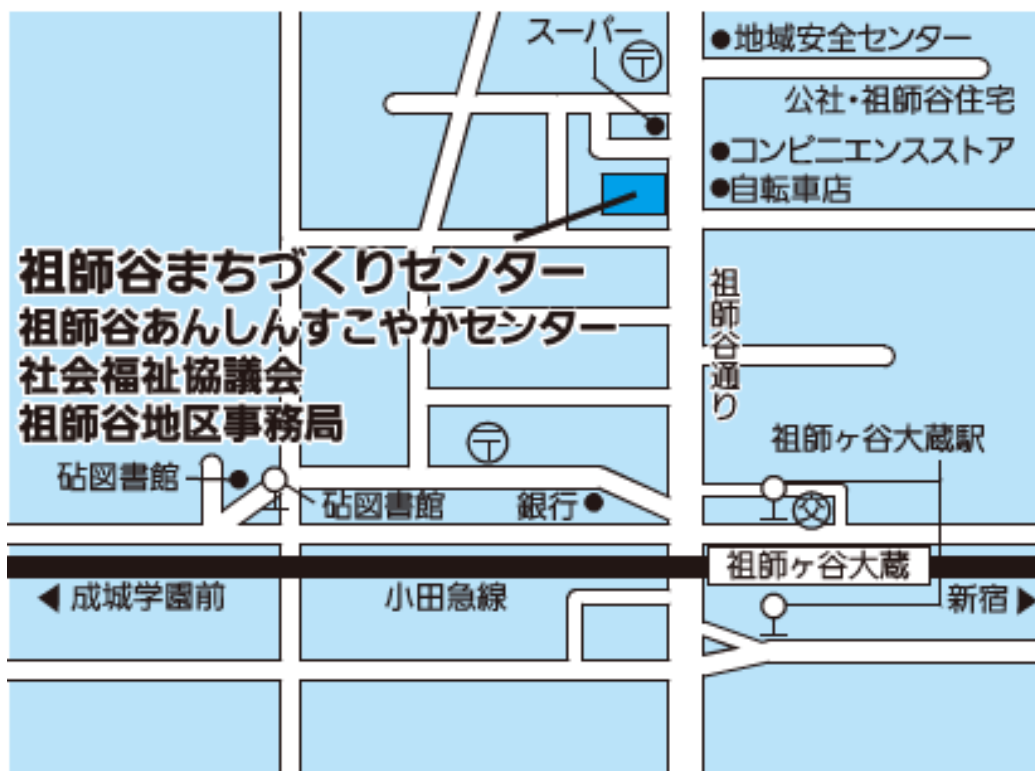 スーパー
〒
地域安全センター
公社・祖師谷住宅
コンビニエンスストア
自転車店
祖師谷まちづくりセンター
祖師谷あんしんすこやかセンター
社会福祉協議会
祖師谷地区事務局
祖師谷通り
〒
祖師ヶ谷大蔵駅
砧図書館
砧図書館
銀行
交
祖師ヶ谷大蔵
成城学園前
小田急線
新宿